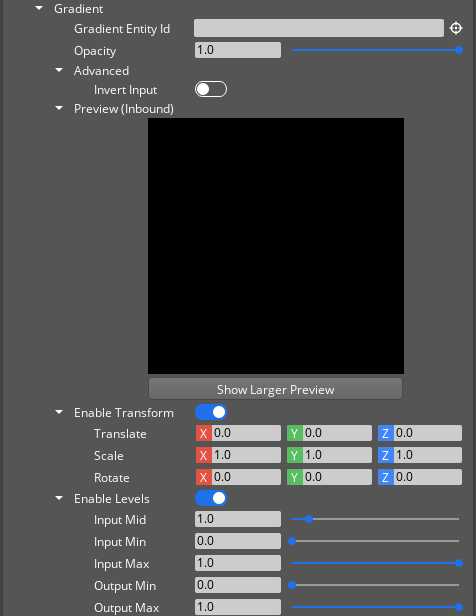 Gradient
Gradient Entity Id
Opacity 1.0
Advanced
Invert Input
Preview (Inbound)
Show Larger Preview
Enable Transform
Translate X 0.0 Y 0.0 Z 0.0
Scale X 1.0 Y 1.0 Z 1.0
Rotate X 0.0 Y 0.0 Z 0.0
Enable Levels
Input Mid 1.0
Input Min 0.0
Input Max 1.0
Output Min 0.0
Output Max 1.0